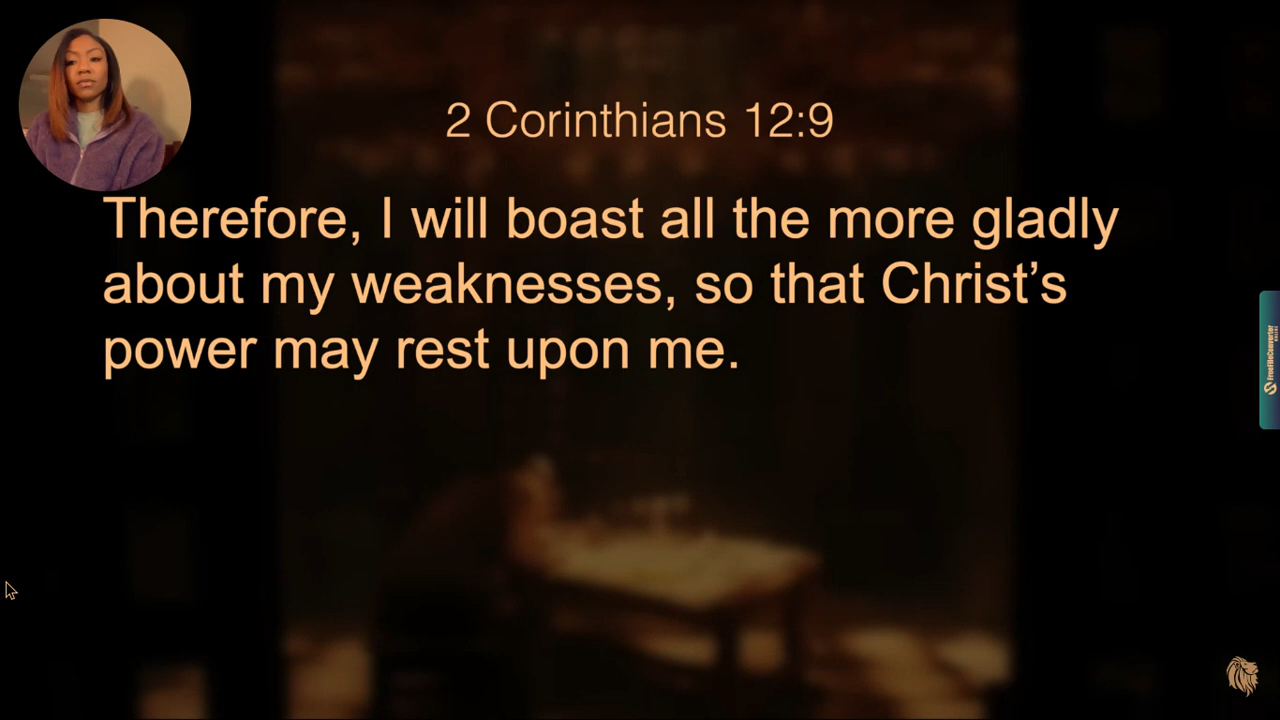 2 Corinthians 12:9
Therefore, I will boast all the more gladly
about my weaknesses, so that Christ’s
power may rest upon me.
FreeFileConverter